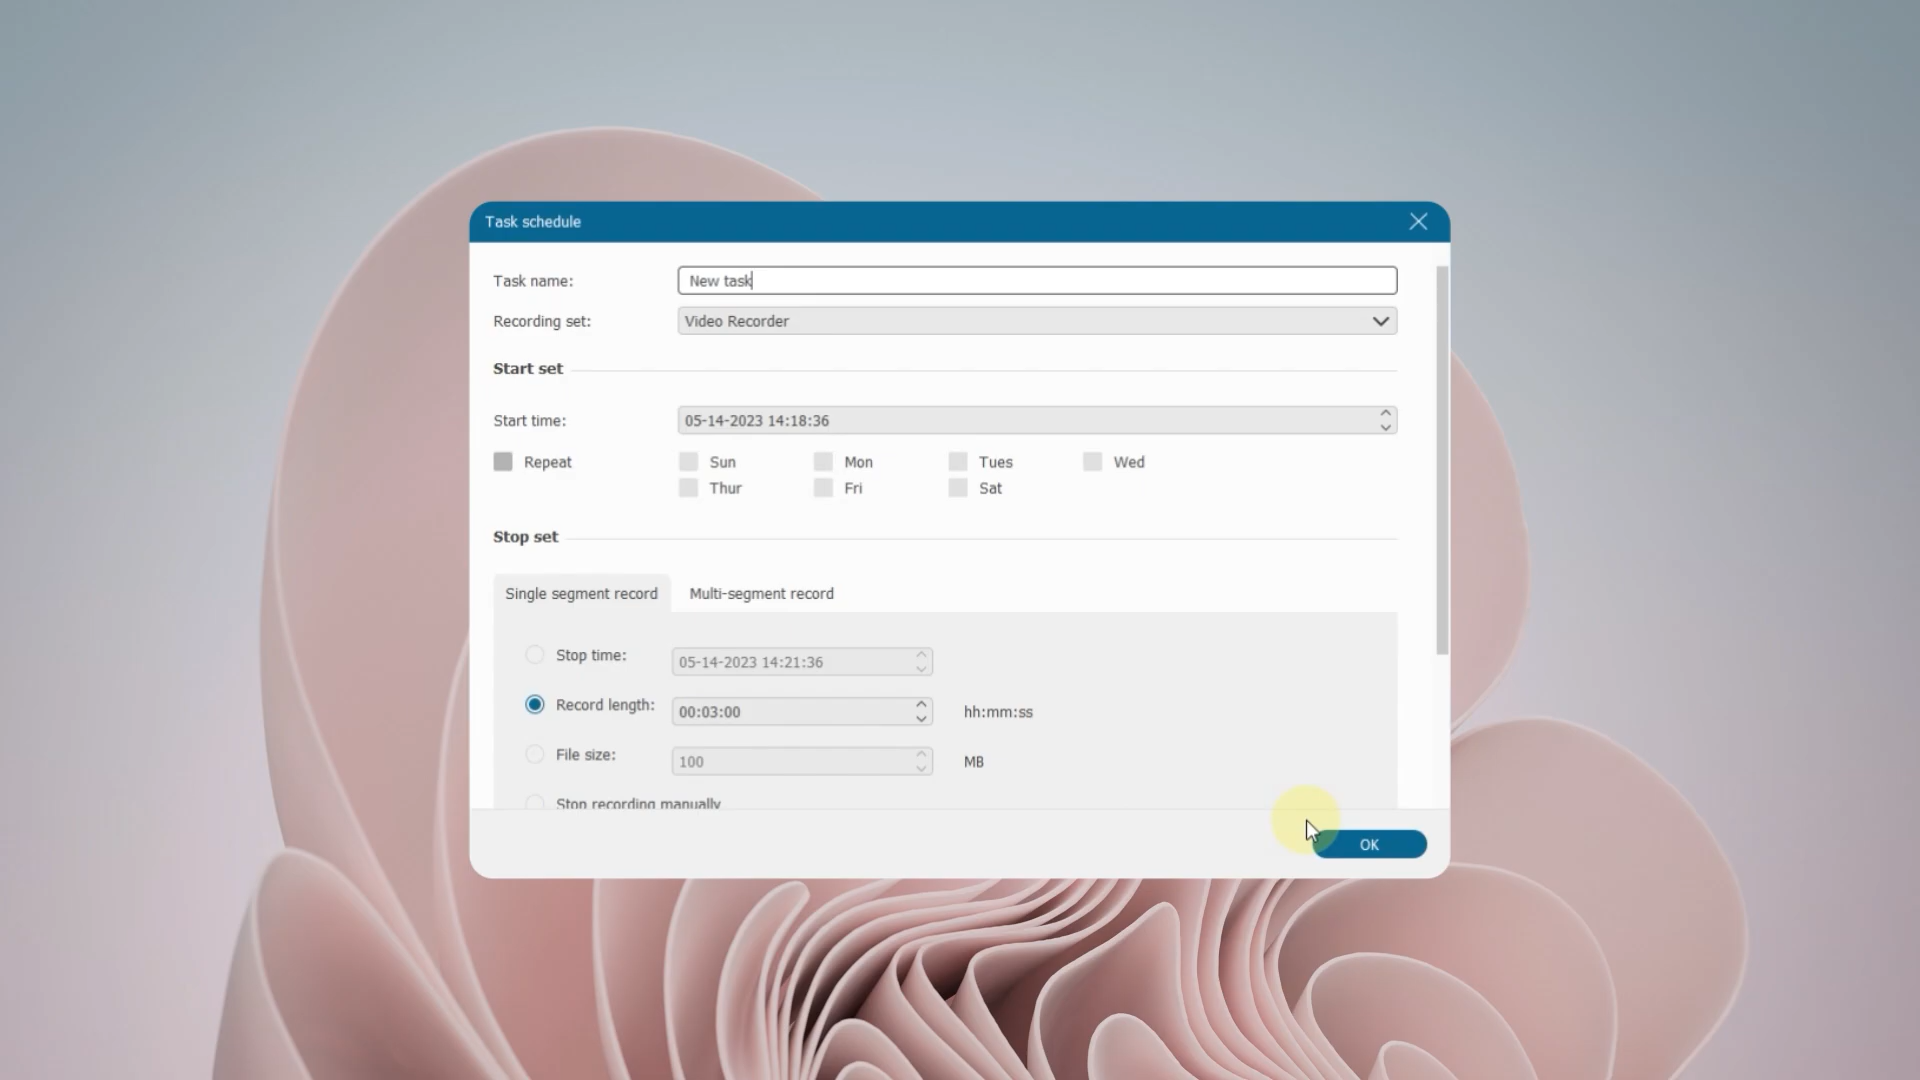 Task schedule
Task name: New task
Recording set: Video Recorder
Start set
Start time: 05-14-2023 14:18:36
Repeat Sun Mon Tues Wed
Thur Fri Sat
Stop set
Single segment record Multi-segment record
Stop time: 05-14-2023 14:21:36
Record length: 00:03:00 hh:mm:ss
File size: 100 MB
Stop recording manually
OK